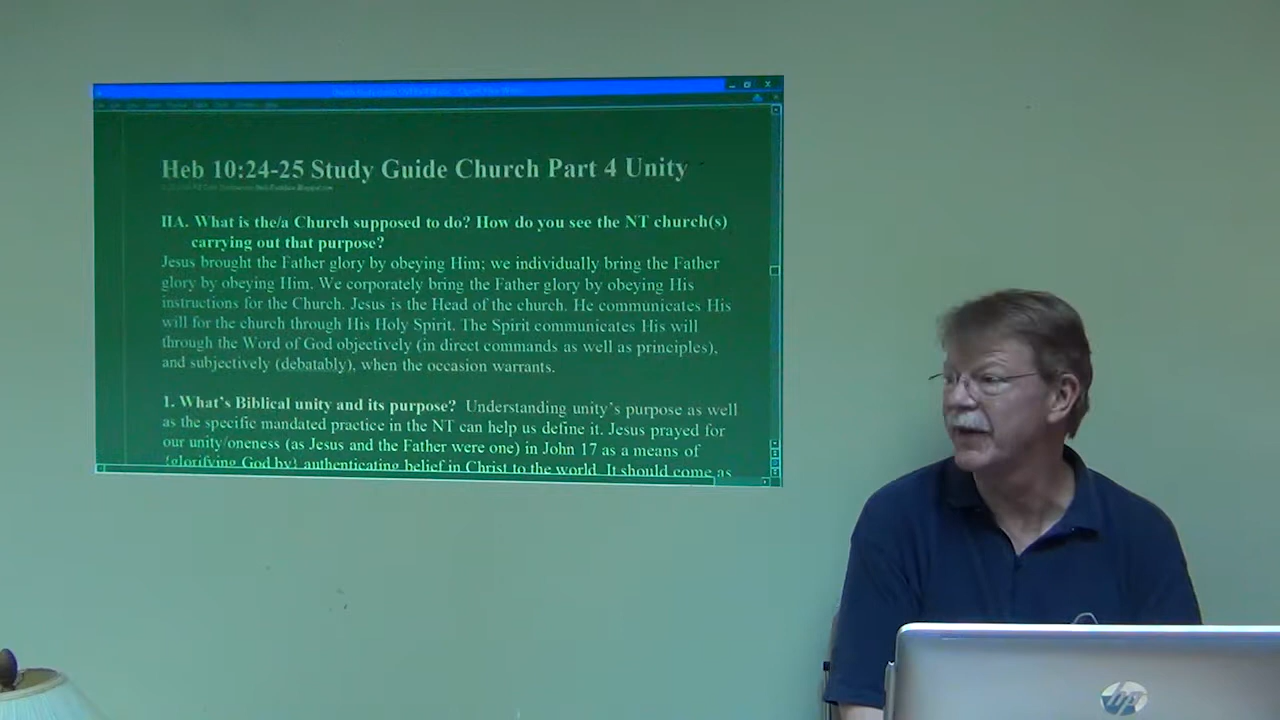 Heb 10:24-25 Study Guide Church Part 4 Unity
IIA. What is the/a Church supposed to do? How do you see the NT church(s)
carrying out that purpose?
Jesus brought the Father glory by obeying Him; we individually bring the Father
glory by obeying Him. We corporately bring the Father glory by obeying His
instructions for the Church. Jesus is the Head of the church. He communicates His
will for the church through His Holy Spirit. The Spirit communicates His will
through the Word of God objectively (in direct commands as well as principles),
and subjectively (debatably), when the occasion warrants.
1. What's Biblical unity and its purpose? Understanding unity's purpose as well
as the specific mandated practice in the NT can help us define it. Jesus prayed for
our unity/oneness (as Jesus and the Father were one) in John 17 as a means of
{glorifying God by} authenticating belief in Christ to the world. It should come as
hp